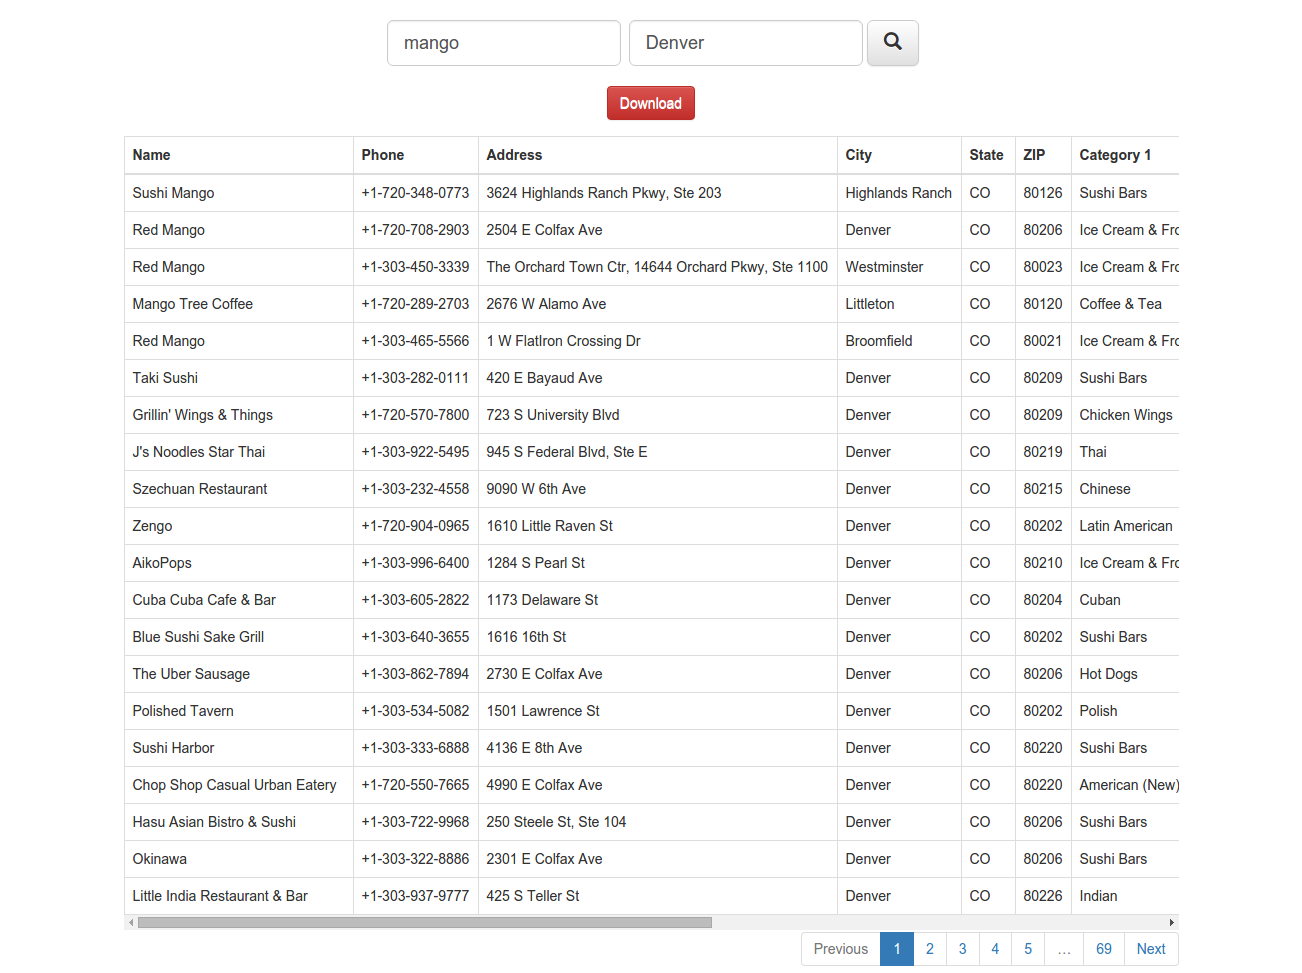 mango Denver
Download
Name Phone Address City State ZIP Category 1
Sushi Mango +1-720-348-0773 3624 Highlands Ranch Pkwy, Ste 203 Highlands Ranch CO 80126 Sushi Bars
Red Mango +1-720-708-2903 2504 E Colfax Ave Denver CO 80206 Ice Cream & Fro
Red Mango +1-303-450-3339 The Orchard Town Ctr, 14644 Orchard Pkwy, Ste 1100 Westminster CO 80023 Ice Cream & Fro
Mango Tree Coffee +1-720-289-2703 2676 W Alamo Ave Littleton CO 80120 Coffee & Tea
Red Mango +1-303-465-5566 1 W FlatIron Crossing Dr Broomfield CO 80021 Ice Cream & Fro
Taki Sushi +1-303-282-0111 420 E Bayaud Ave Denver CO 80209 Sushi Bars
Grillin' Wings & Things +1-720-570-7800 723 S University Blvd Denver CO 80209 Chicken Wings
J's Noodles Star Thai +1-303-922-5495 945 S Federal Blvd, Ste E Denver CO 80219 Thai
Szechuan Restaurant +1-303-232-4558 9090 W 6th Ave Denver CO 80215 Chinese
Zengo +1-720-904-0965 1610 Little Raven St Denver CO 80202 Latin American
AikoPops +1-303-996-6400 1284 S Pearl St Denver CO 80210 Ice Cream & Fro
Cuba Cuba Cafe & Bar +1-303-605-2822 1173 Delaware St Denver CO 80204 Cuban
Blue Sushi Sake Grill +1-303-640-3655 1616 16th St Denver CO 80202 Sushi Bars
The Uber Sausage +1-303-862-7894 2730 E Colfax Ave Denver CO 80206 Hot Dogs
Polished Tavern +1-303-534-5082 1501 Lawrence St Denver CO 80202 Polish
Sushi Harbor +1-303-333-6888 4136 E 8th Ave Denver CO 80220 Sushi Bars
Chop Shop Casual Urban Eatery +1-720-550-7665 4990 E Colfax Ave Denver CO 80220 American (New)
Hasu Asian Bistro & Sushi +1-303-722-9968 250 Steele St, Ste 104 Denver CO 80206 Sushi Bars
Okinawa +1-303-322-8886 2301 E Colfax Ave Denver CO 80206 Sushi Bars
Little India Restaurant & Bar +1-303-937-9777 425 S Teller St Denver CO 80226 Indian
Previous 1 2 3 4 5 … 69 Next